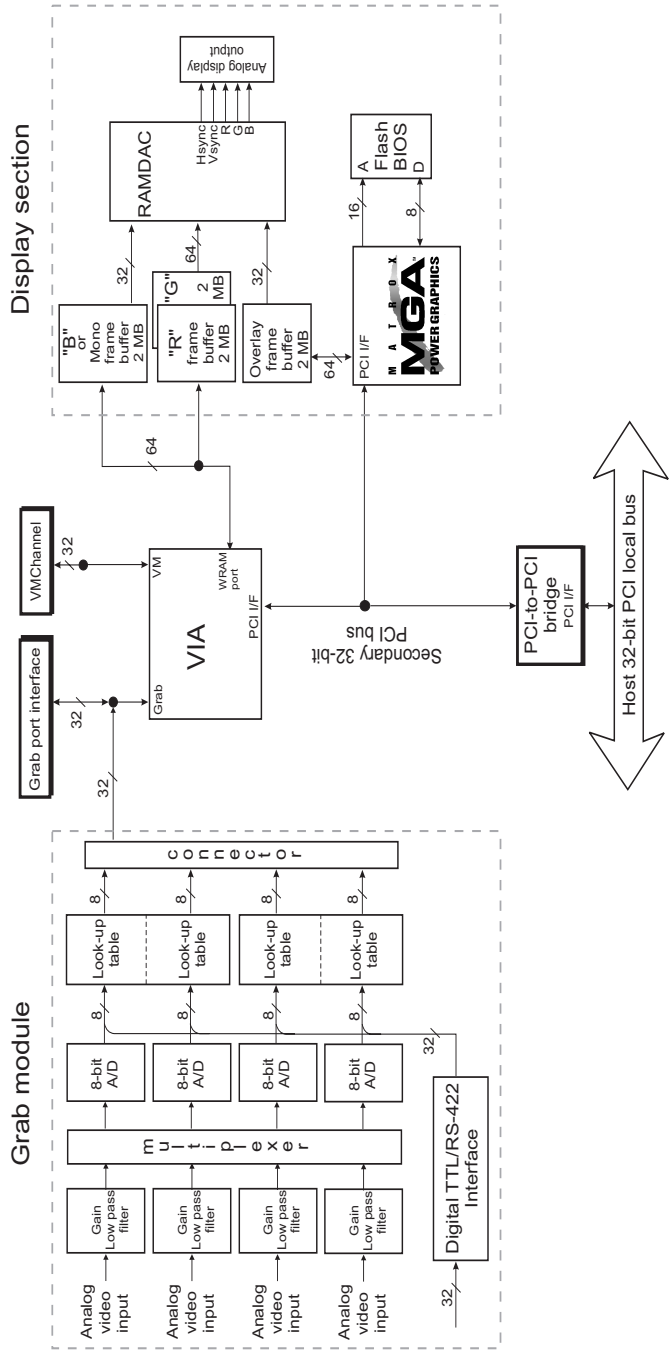 Grab module
Analog
video
input
Analog
video
input
Analog
video
input
Analog
video
input
32
Gain
Low pass
filter
Gain
Low pass
filter
Gain
Low pass
filter
Gain
Low pass
filter
multiplexer
8-bit
A/D
8-bit
A/D
8-bit
A/D
8-bit
A/D
Digital TTL/RS-422
Interface
32
8
8
8
8
Look-up
table
Look-up
table
Look-up
table
Look-up
table
8
8
8
8
connector
32
Grab port interface
32
VMChannel
32
Grab
VM
VIA
WRAM
port
PCI I/F
64
Secondary 32-bit
PCI bus
PCI-to-PCI
bridge
PCI I/F
Host 32-bit PCI local bus
Display section
"B"
or
Mono
frame
buffer
2 MB
"G"
2
MB
"R"
frame
buffer
2 MB
Overlay
frame
buffer
2 MB
32
64
32
64
RAMDAC
Hsync
Vsync
R
G
B
Analog display
output
PCI I/F
MATROX
MGA™
POWER GRAPHICS
16
8
A
Flash
BIOS
D